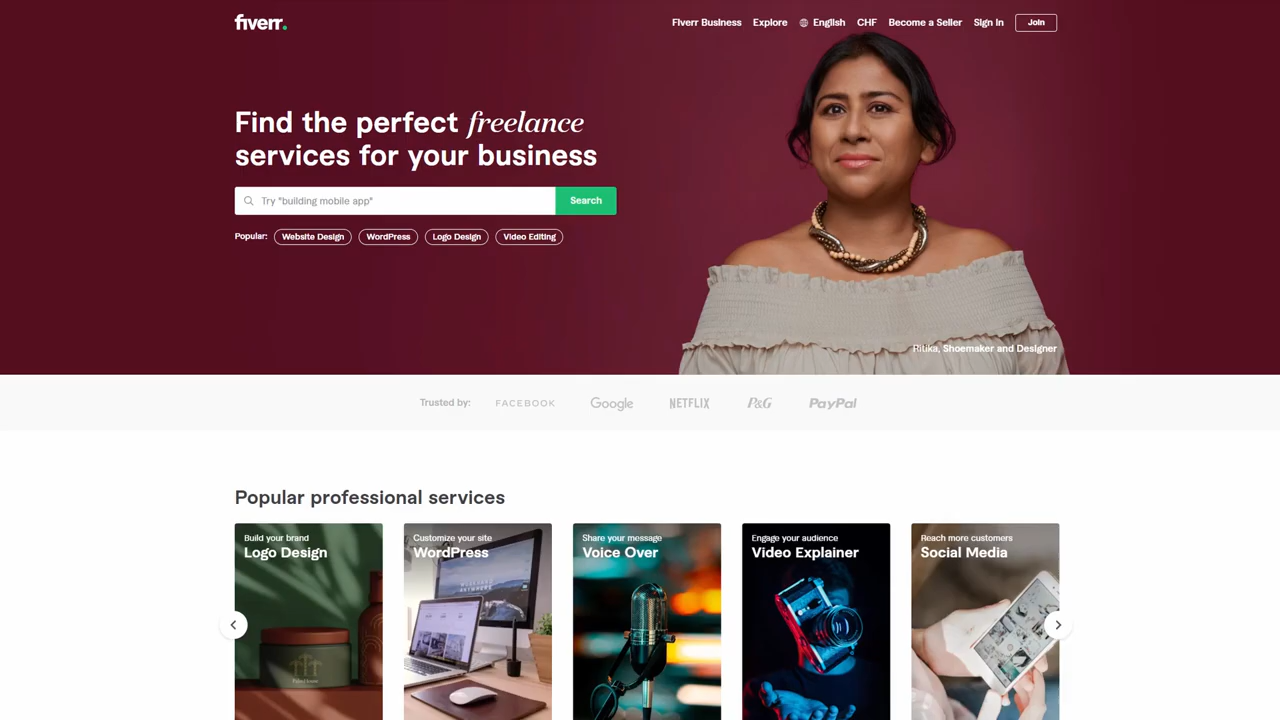 fiverr.
Fiverr Business Explore English CHF Become a Seller Sign in Join
Find the perfect freelance
services for your business
Try "building mobile app" Search
Popular: Website Design WordPress Logo Design Video Editing
Ritika, Shoemaker and Designer
Trusted by: FACEBOOK Google NETFLIX P&G PayPal
Popular professional services
Build your brand
Logo Design
Customize your site
WordPress
Share your message
Voice Over
Engage your audience
Video Explainer
Reach more customers
Social Media